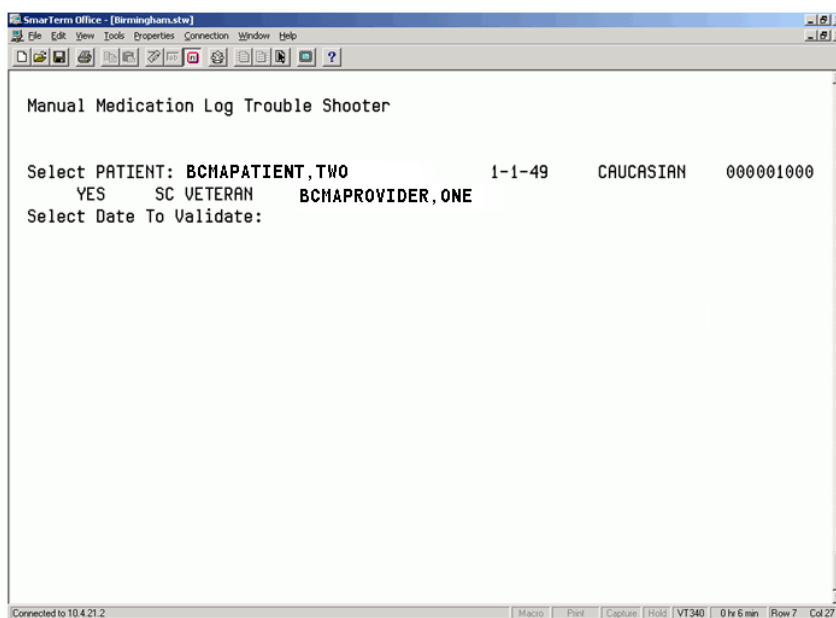 SmarTerm Office - [Birmingham.stw]
File Edit View Tools Properties Connection Window Help
Manual Medication Log Trouble Shooter
Select PATIENT: BCMAPATIENT,TWO 1-1-49 CAUCASIAN 000001000
YES SC VETERAN BCMAPROVIDER,ONE
Select Date To Validate:
Connected to 10.4.21.2 Macro Print Capture Hold VT340 0 hr 6 min Row 7 Col 27